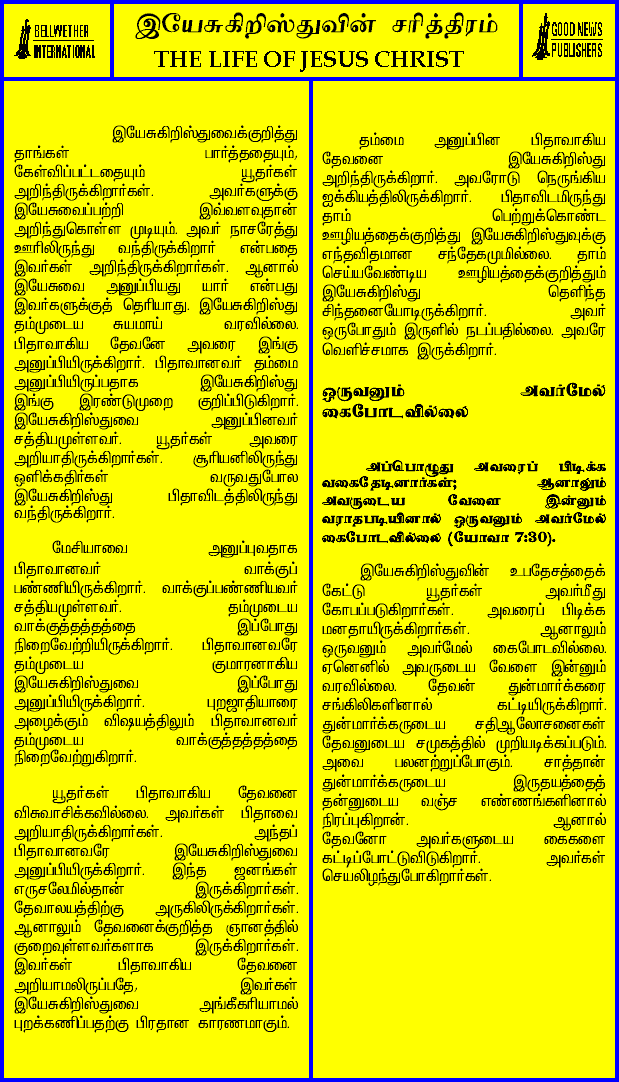 BELLWETHER
INTERNATIONAL
இயேசுகிறிஸ்துவின் சரித்திரம்
THE LIFE OF JESUS CHRIST
GOOD NEWS
PUBLISHERS
இயேசுகிறிஸ்துவைக்குறித்து
தாங்கள் பார்த்ததையும்,
கேள்விப்பட்டதையும் யூதர்கள்
அறிந்திருக்கிறார்கள். அவர்களுக்கு
இயேசுவைப்பற்றி இவ்வளவுதான்
அறிந்துகொள்ள முடியும். அவர் நாசரேத்து
ஊரிலிருந்து வந்திருக்கிறார் என்பதை
இவர்கள் அறிந்திருக்கிறார்கள். ஆனால்
இயேசுவை அனுப்பியது யார் என்பது
இவர்களுக்குத் தெரியாது. இயேசுகிறிஸ்து
தம்முடைய சுயமாய் வரவில்லை.
பிதாவாகிய தேவனே அவரை இங்கு
அனுப்பியிருக்கிறார். பிதாவானவர் தம்மை
அனுப்பியிருப்பதாக இயேசுகிறிஸ்து
இங்கு இரண்டுமுறை குறிப்பிடுகிறார்.
இயேசுகிறிஸ்துவை அனுப்பினவர்
சத்தியமுள்ளவர். யூதர்கள் அவரை
அறியாதிருக்கிறார்கள். சூரியனிலிருந்து
ஒளிக்கதிர்கள் வருவதுபோல
இயேசுகிறிஸ்து பிதாவிடத்திலிருந்து
வந்திருக்கிறார்.
மேசியாவை அனுப்புவதாக
பிதாவானவர் வாக்குப்
பண்ணியிருக்கிறார். வாக்குப்பண்ணியவர்
சத்தியமுள்ளவர். தம்முடைய
வாக்குத்தத்தத்தை இப்போது
நிறைவேற்றியிருக்கிறார். பிதாவானவரே
தம்முடைய குமாரனாகிய
இயேசுகிறிஸ்துவை இப்போது
அனுப்பியிருக்கிறார். புறஜாதியாரை
அழைக்கும் விஷயத்திலும் பிதாவானவர்
தம்முடைய வாக்குத்தத்தத்தை
நிறைவேற்றுகிறார்.
யூதர்கள் பிதாவாகிய தேவனை
விசுவாசிக்கவில்லை. அவர்கள் பிதாவை
அறியாதிருக்கிறார்கள். அந்தப்
பிதாவானவரே இயேசுகிறிஸ்துவை
அனுப்பியிருக்கிறார். இந்த ஜனங்கள்
எருசலேமில்தான் இருக்கிறார்கள்.
தேவாலயத்திற்கு அருகிலிருக்கிறார்கள்.
ஆனாலும் தேவனைக்குறித்த ஞானத்தில்
குறைவுள்ளவர்களாக இருக்கிறார்கள்.
இவர்கள் பிதாவாகிய தேவனை
அறியாமலிருப்பதே, இவர்கள்
இயேசுகிறிஸ்துவை அங்கீகரியாமல்
புறக்கணிப்பதற்கு பிரதான காரணமாகும்.
தம்மை அனுப்பின பிதாவாகிய
தேவனை இயேசுகிறிஸ்து
அறிந்திருக்கிறார். அவரோடு நெருங்கிய
ஐக்கியத்திலிருக்கிறார். பிதாவிடமிருந்து
தாம் பெற்றுக்கொண்ட
ஊழியத்தைக்குறித்து இயேசுகிறிஸ்துவுக்கு
எந்தவிதமான சந்தேகமுமில்லை. தாம்
செய்யவேண்டிய ஊழியத்தைக்குறித்தும்
இயேசுகிறிஸ்து தெளிந்த
சிந்தனையோடிருக்கிறார். அவர்
ஒருபோதும் இருளில் நடப்பதில்லை. அவரே
வெளிச்சமாக இருக்கிறார்.
ஒருவனும் அவர்மேல்
கைபோடவில்லை
அப்பொழுது அவரைப் பிடிக்க
வகைதேடினார்கள்; ஆனாலும்
அவருடைய வேளை இன்னும்
வராதபடியினால் ஒருவனும் அவர்மேல்
கைபோடவில்லை (யோவா 7:30).
இயேசுகிறிஸ்துவின் உபதேசத்தைக்
கேட்டு யூதர்கள் அவர்மீது
கோபப்படுகிறார்கள். அவரைப் பிடிக்க
மனதாயிருக்கிறார்கள். ஆனாலும்
ஒருவனும் அவர்மேல் கைபோடவில்லை.
ஏனெனில் அவருடைய வேளை இன்னும்
வரவில்லை. தேவன் துன்மார்க்கரை
சங்கிலிகளினால் கட்டியிருக்கிறார்.
துன்மார்க்கருடைய சதிஆலோசனைகள்
தேவனுடைய சமுகத்தில் முறியடிக்கப்படும்.
அவை பலனற்றுப்போகும். சாத்தான்
துன்மார்க்கருடைய இருதயத்தைத்
தன்னுடைய வஞ்ச எண்ணங்களினால்
நிரப்புகிறான். ஆனால்
தேவனோ அவர்களுடைய கைகளை
கட்டிப்போட்டுவிடுகிறார். அவர்கள்
செயலிழந்துபோகிறார்கள்.